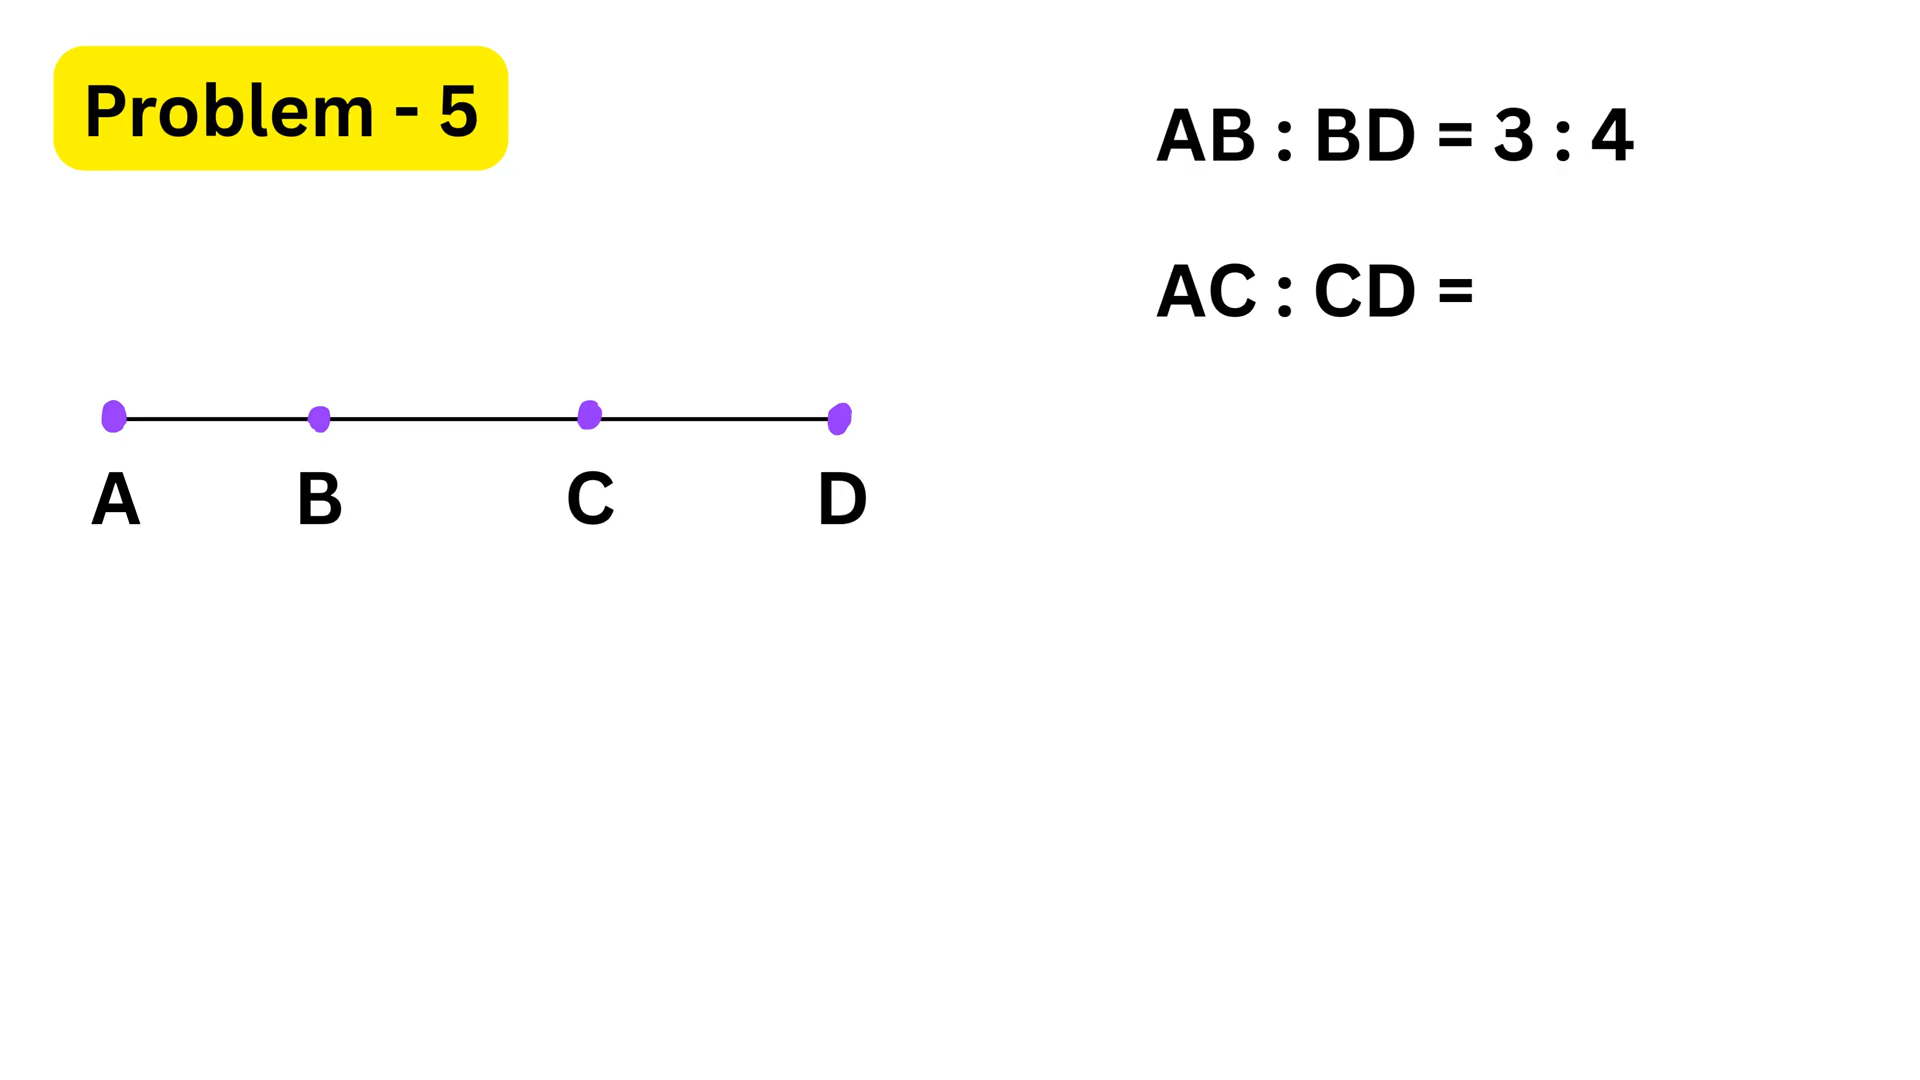 Problem - 5
AB : BD = 3 : 4
AC : CD =
A B C D